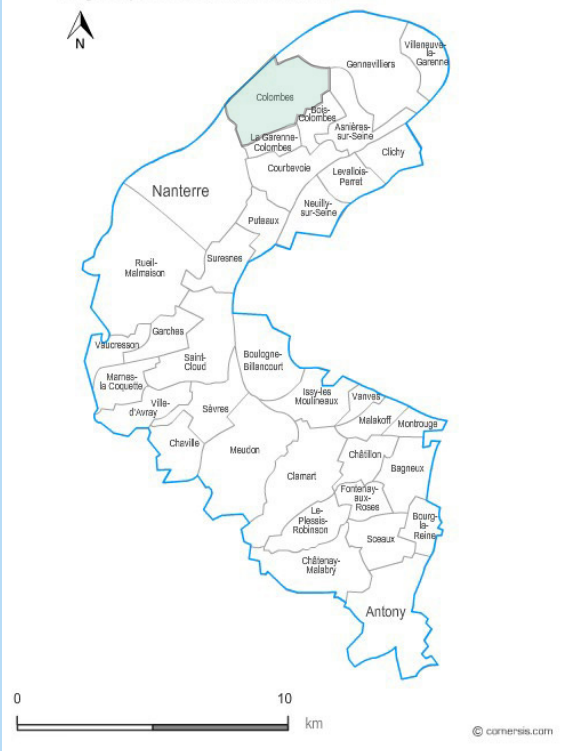 N
Villeneuve-
la-
Garenne
Gennevilliers
Colombes
Bois-
Colombes
Asnières-
sur-Seine
La Garenne-
Colombes
Clichy
Courbevoie
Levallois-
Perret
Nanterre
Neuilly-
sur-Seine
Puteaux
Suresnes
Rueil-
Malmaison
Garches
Vaucresson
Saint-
Cloud
Boulogne-
Billancourt
Marnes-
la Coquette
Ville-
d'Avray
Sèvres
Issy-les
Moulineaux
Vanves
Malakoff
Montrouge
Chaville
Meudon
Châtillon
Bagneux
Clamart
Fontenay-
aux-
Roses
Le-
Plessis-
Robinson
Bourg-
la-
Reine
Sceaux
Châtenay-
Malabry
Antony
0
10
km
© comersis.com